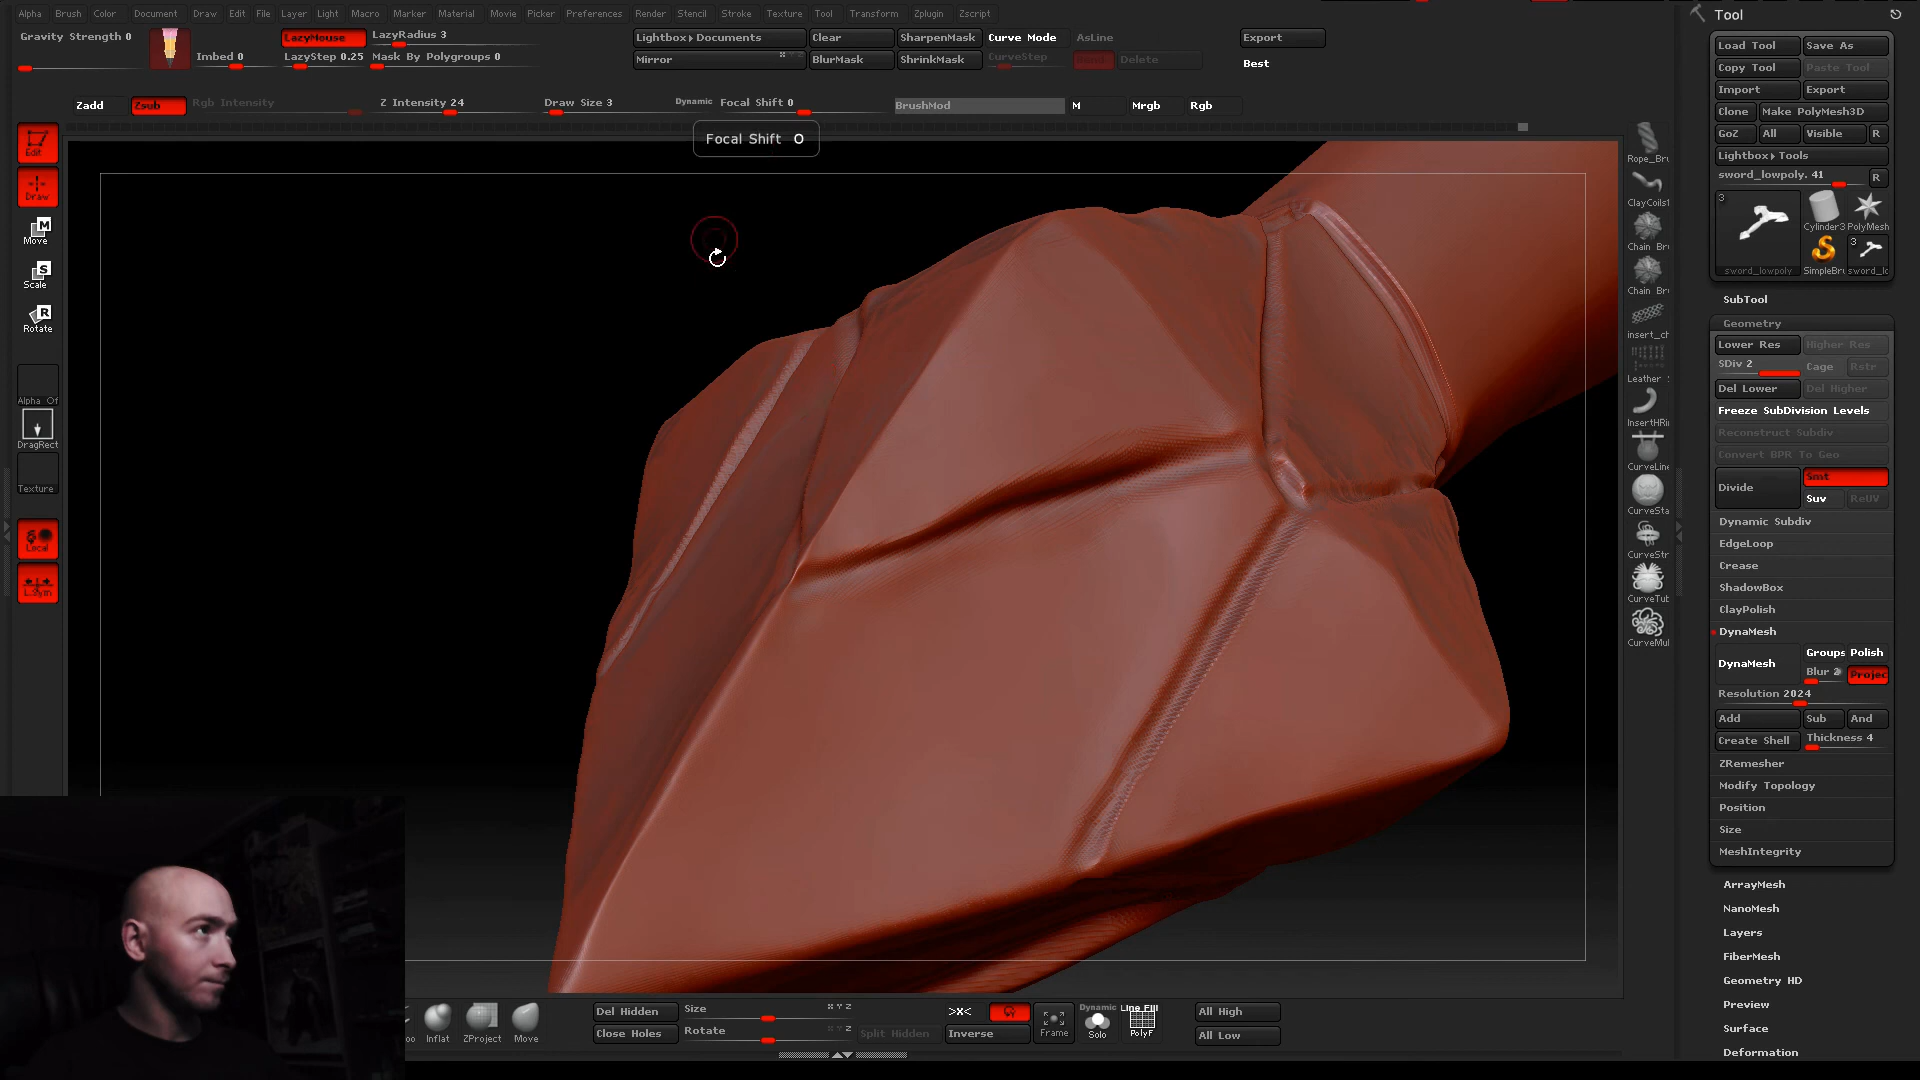 Alpha Brush Color Document Draw Edit File Layer Light Macro Marker Material Movie Picker Preferences Render Stencil Stroke Texture Tool Transform Zplugin Zscript
Gravity Strength 0
Imbed 0
LazyMouse LazyRadius 3
LazyStep 0.25 Mask By Polygroups 0
Lightbox▸Documents Clear SharpenMask Curve Mode AsLine Export
Mirror BlurMask ShrinkMask CurveStep Delete Best
Zadd Zsub Rgb Intensity Z Intensity 24 Draw Size 3 Dynamic Focal Shift 0 BrushMod M Mrgb Rgb
Focal Shift 0
Edit
Draw
Move
Scale
Rotate
Alpha Of
DragRect
Texture
Local
L.Sym
Rope_Bru
ClayCoils1
Chain Bru
Chain Bru
insert_ch
Leather
InsertHRi
CurveLine
CurveSta
CurveStr
CurveTub
CurveMul
Tool
Load Tool Save As
Copy Tool Paste Tool
Import Export
Clone Make PolyMesh3D
GoZ All Visible R
Lightbox▸Tools
sword_lowpoly. 41 R
3
Cylinder3 PolyMesh
3
sword_lowpoly SimpleBru sword_lo
SubTool
Geometry
Lower Res Higher Res
SDiv 2 Cage Rstr
Del Lower Del Higher
Freeze SubDivision Levels
Reconstruct Subdiv
Convert BPR To Geo
Divide Smt
Suv ReUV
Dynamic Subdiv
EdgeLoop
Crease
ShadowBox
ClayPolish
DynaMesh
DynaMesh Groups Polish
Blur 2 Projec
Resolution 2024
Add Sub And
Create Shell Thickness 4
ZRemesher
Modify Topology
Position
Size
MeshIntegrity
ArrayMesh
NanoMesh
Layers
FiberMesh
Geometry HD
Preview
Surface
Deformation
Inflat ZProject Move
Del Hidden Size X Y Z >X< Frame Dynamic Solo Line Fill PolyF All High
Close Holes Rotate X Y Z Split Hidden Inverse All Low